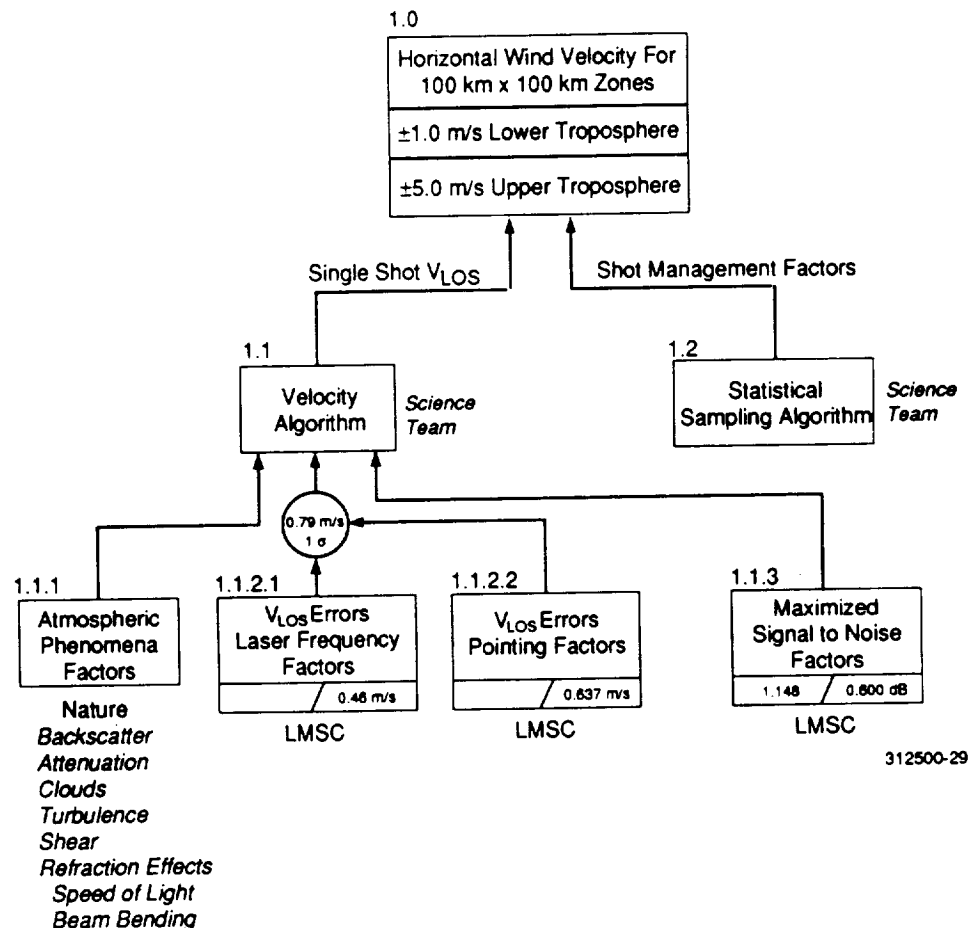 1.0
Horizontal Wind Velocity For
100 km x 100 km Zones
±1.0 m/s Lower Troposphere
±5.0 m/s Upper Troposphere
Single Shot VLOS
Shot Management Factors
1.1
Velocity
Algorithm
Science
Team
1.2
Statistical
Sampling Algorithm
Science
Team
0.79 m/s
1 σ
1.1.1
Atmospheric
Phenomena
Factors
Nature
Backscatter
Attenuation
Clouds
Turbulence
Shear
Refraction Effects
Speed of Light
Beam Bending
1.1.2.1
VLOS Errors
Laser Frequency
Factors
0.46 m/s
LMSC
1.1.2.2
VLOS Errors
Pointing Factors
0.637 m/s
LMSC
1.1.3
Maximized
Signal to Noise
Factors
1.148
0.600 dB
LMSC
312500-29